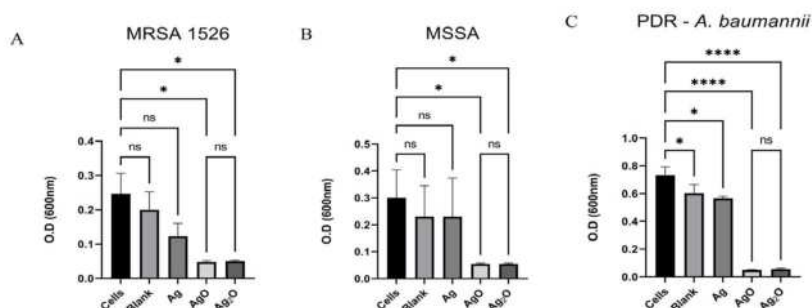 A
MRSA 1526
*
*
ns
ns
ns
O.D (600nm)
0.4
0.3
0.2
0.1
0.0
Cells
Blank
Ag
AgO
Ag₂O
B
MSSA
*
*
ns
ns
ns
O.D (600nm)
0.5
0.4
0.3
0.2
0.1
0.0
Cells
Blank
Ag
AgO
Ag₂O
C
PDR - A. baumannii
****
****
*
*
ns
O.D (600nm)
1.0
0.8
0.6
0.4
0.2
0.0
Cells
Blank
Ag
AgO
Ag₂O